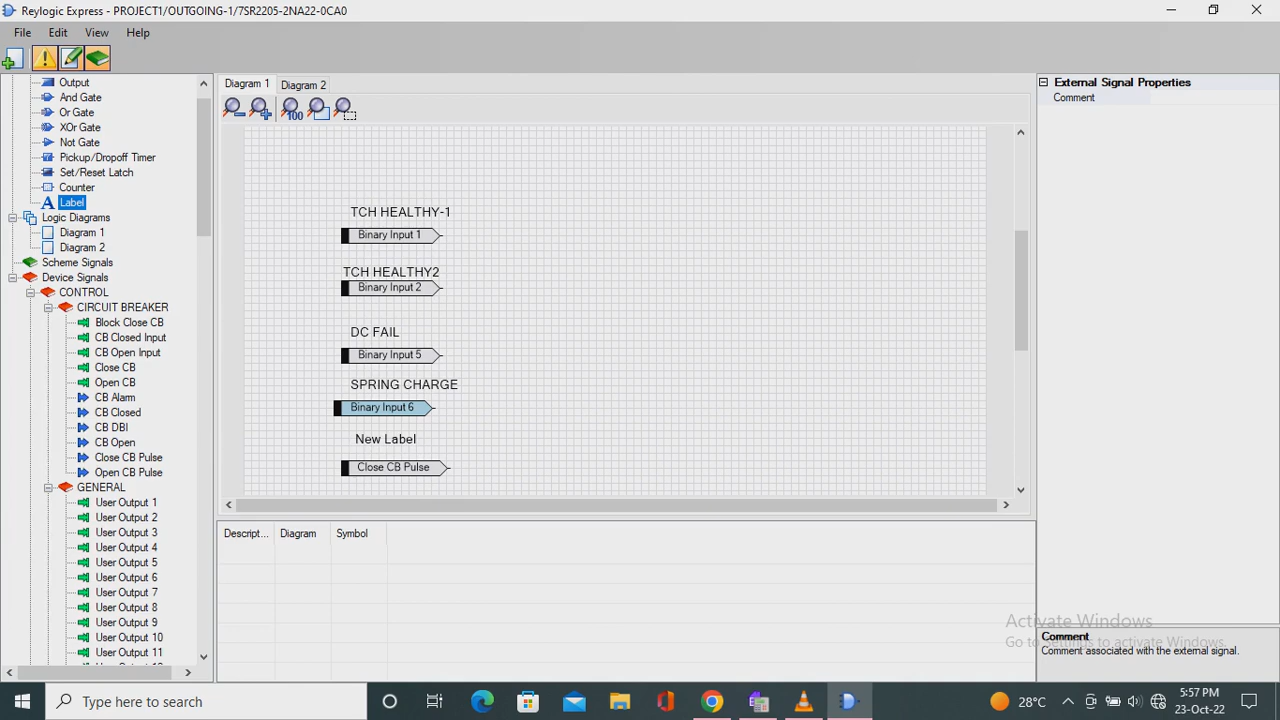 Reylogic Express - PROJECT1/OUTGOING-1/7SR2205-2NA22-0CA0
File Edit View Help
Output
And Gate
Or Gate
XOr Gate
Not Gate
Pickup/Dropoff Timer
Set/Reset Latch
Counter
A Label
Logic Diagrams
Diagram 1
Diagram 2
Scheme Signals
Device Signals
CONTROL
CIRCUIT BREAKER
Block Close CB
CB Closed Input
CB Open Input
Close CB
Open CB
CB Alarm
CB Closed
CB DBI
CB Open
Close CB Pulse
Open CB Pulse
GENERAL
User Output 1
User Output 2
User Output 3
User Output 4
User Output 5
User Output 6
User Output 7
User Output 8
User Output 9
User Output 10
User Output 11
Diagram 1 Diagram 2
100
TCH HEALTHY-1
Binary Input 1
TCH HEALTHY2
Binary Input 2
DC FAIL
Binary Input 5
SPRING CHARGE
Binary Input 6
New Label
Close CB Pulse
Descript... Diagram Symbol
External Signal Properties
Comment
Activate Windows
Go to Settings to activate Windows.
Comment
Comment associated with the external signal.
Type here to search
28°C
5:57 PM
23-Oct-22